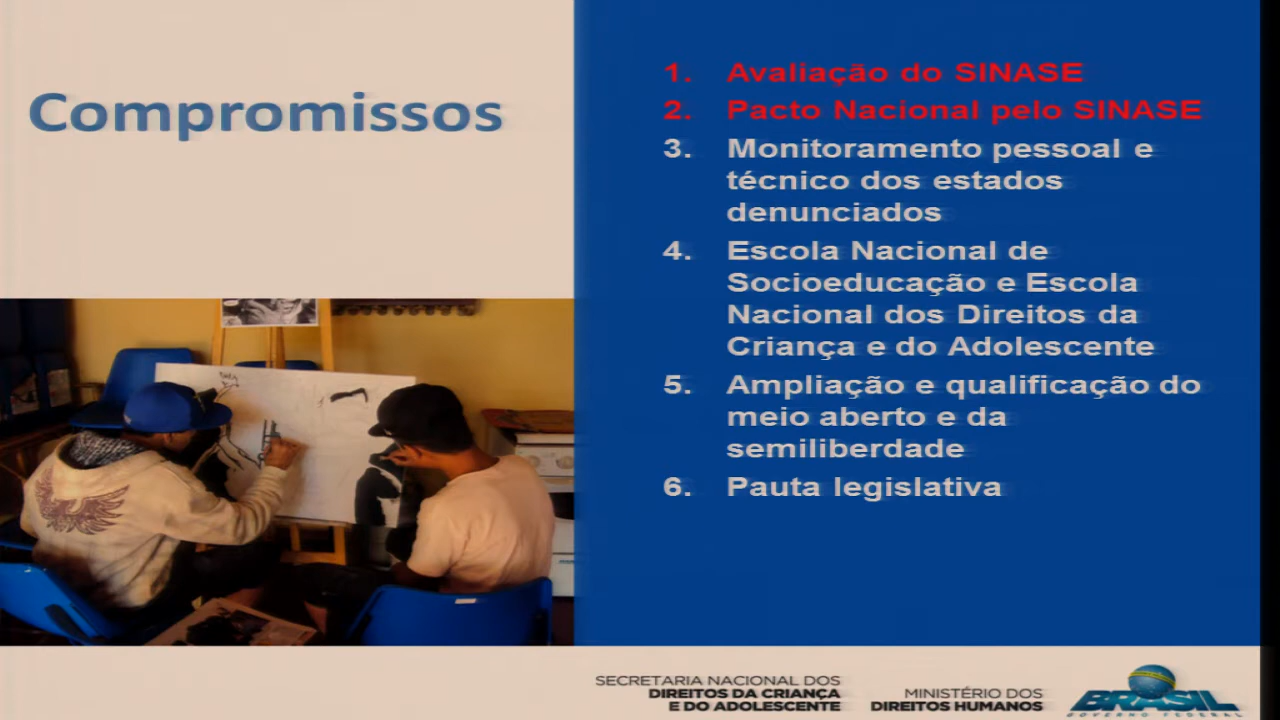 Compromissos
1. Avaliação do SINASE
2. Pacto Nacional pelo SINASE
3. Monitoramento pessoal e
técnico dos estados
denunciados
4. Escola Nacional de
Socioeducação e Escola
Nacional dos Direitos da
Criança e do Adolescente
5. Ampliação e qualificação do
meio aberto e da
semiliberdade
6. Pauta legislativa
SECRETARIA NACIONAL DOS
DIREITOS DA CRIANÇA
E DO ADOLESCENTE
MINISTÉRIO DOS
DIREITOS HUMANOS
BRASIL
GOVERNO FEDERAL